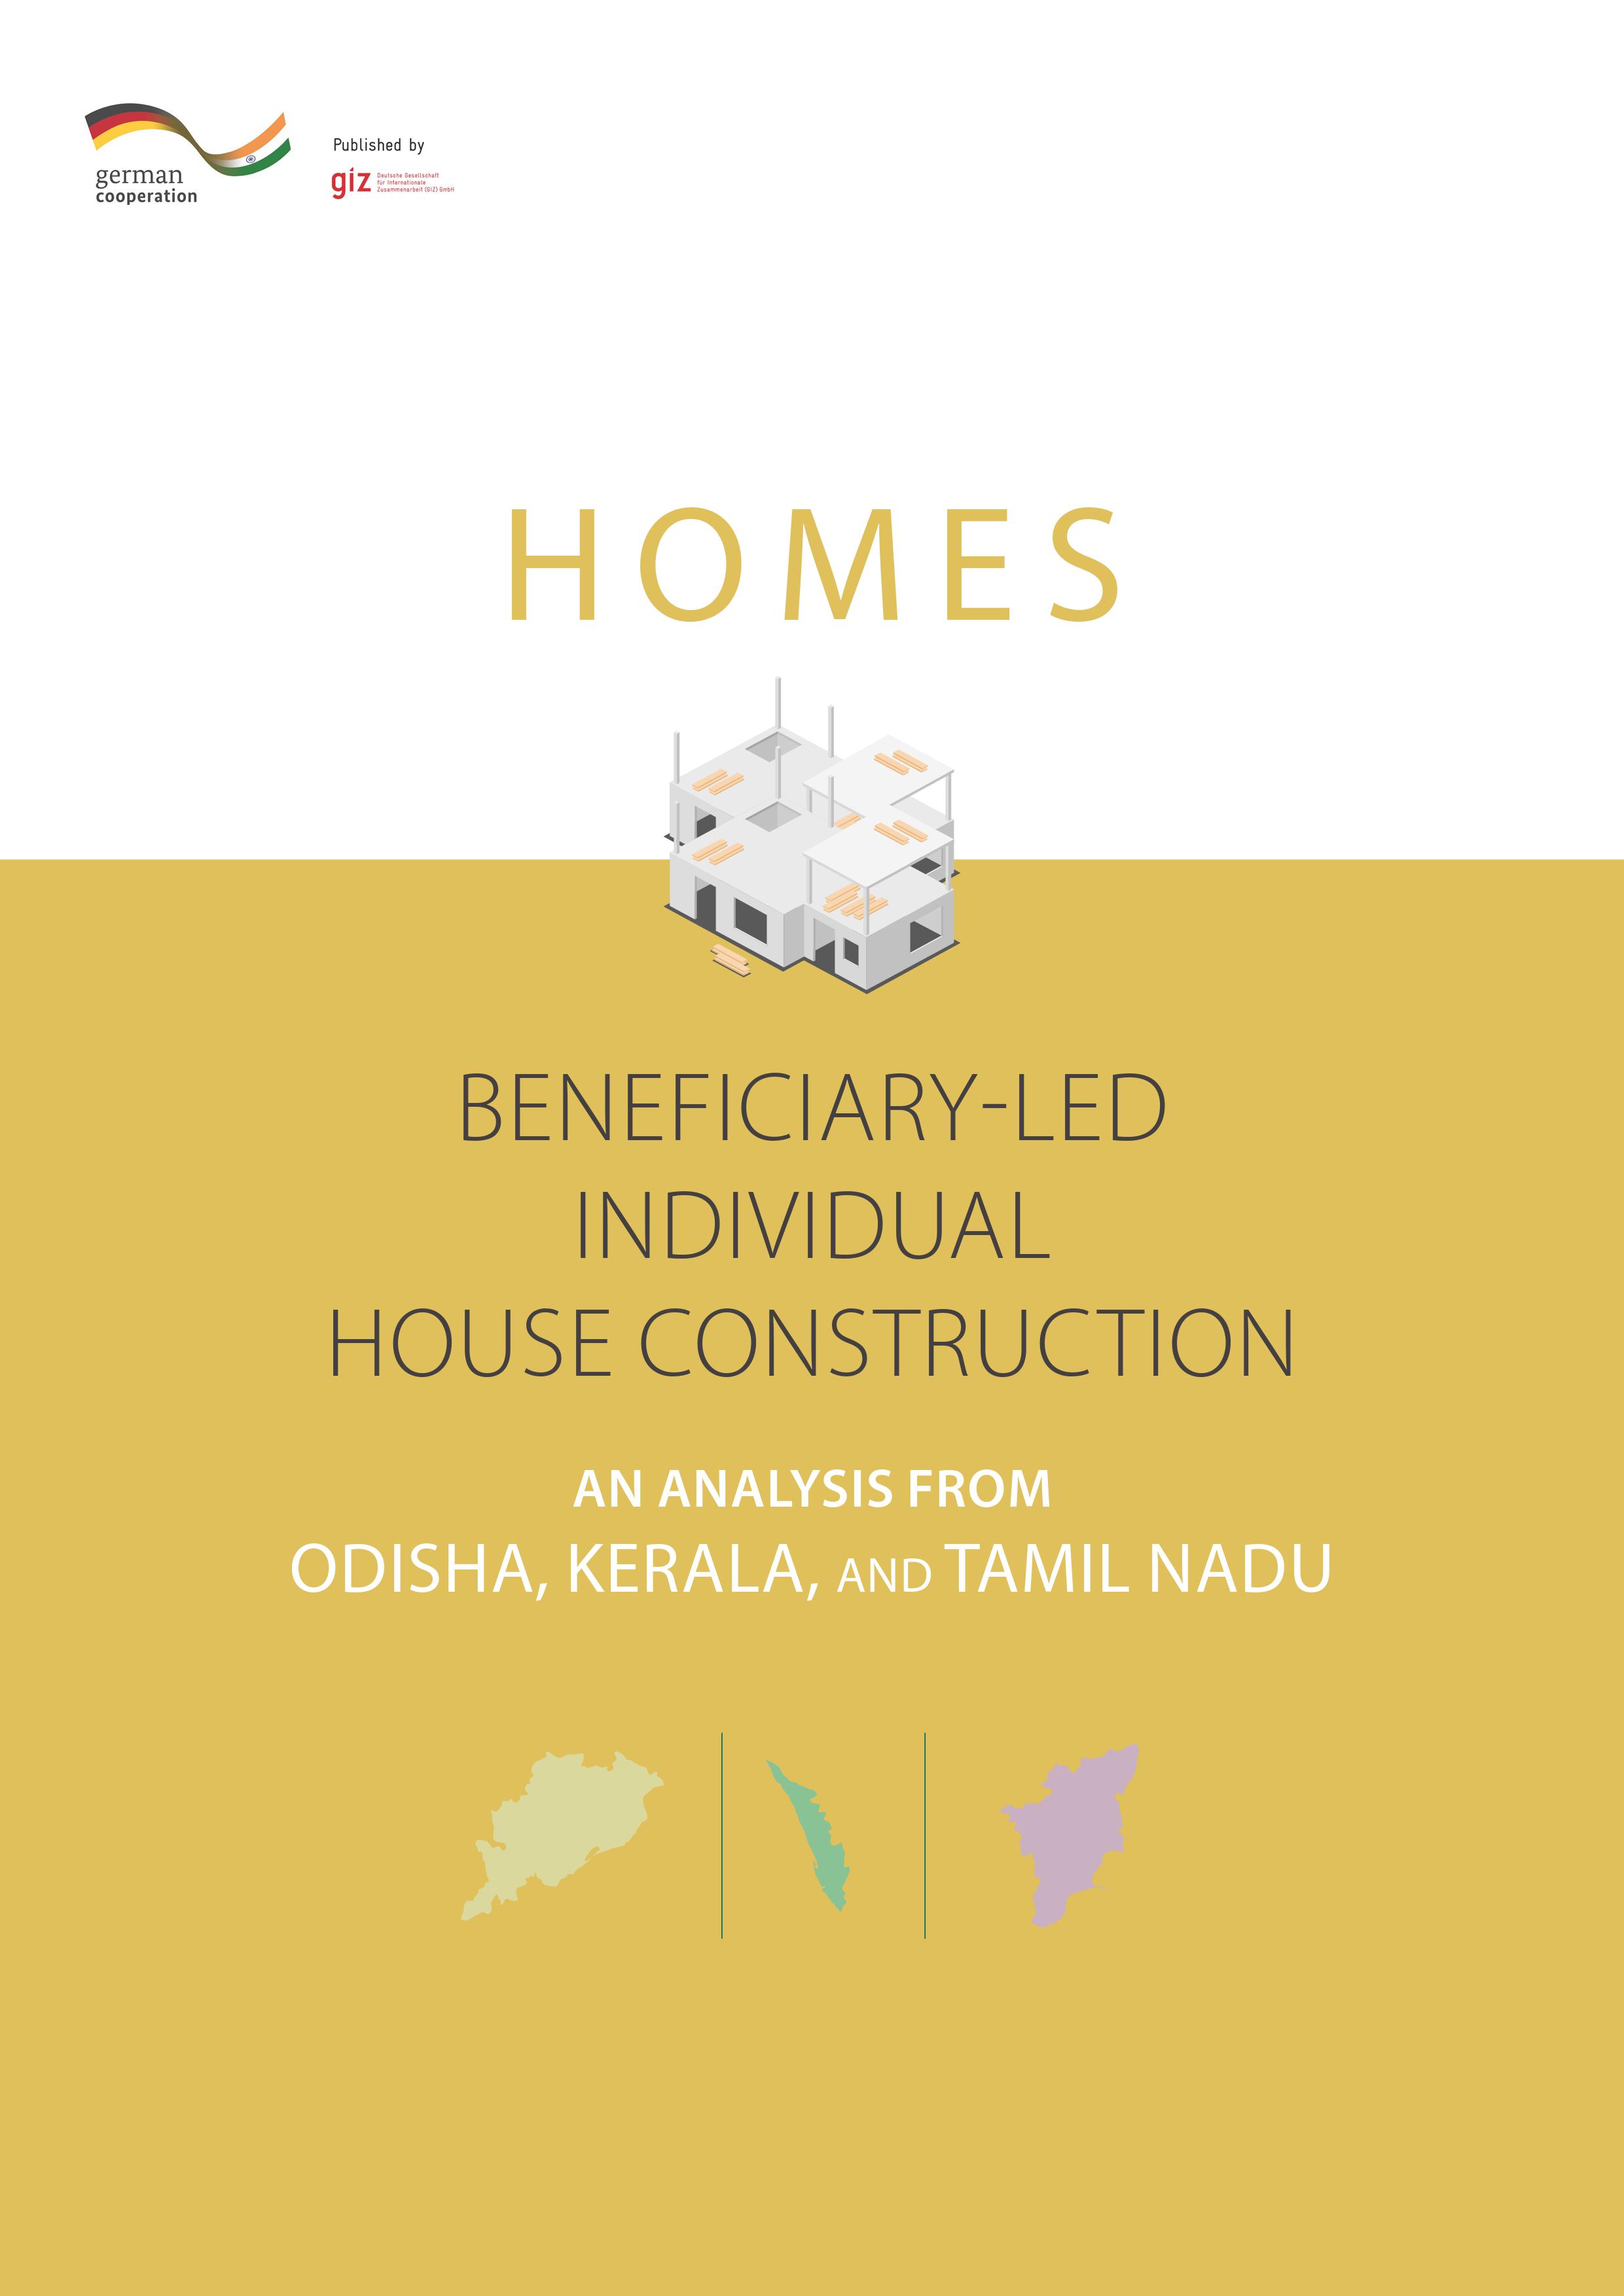 german
cooperation
Published by
giz
Deutsche Gesellschaft
für Internationale
Zusammenarbeit (GIZ) GmbH
HOMES
BENEFICIARY-LED
INDIVIDUAL
HOUSE CONSTRUCTION
AN ANALYSIS FROM
ODISHA, KERALA, AND TAMIL NADU